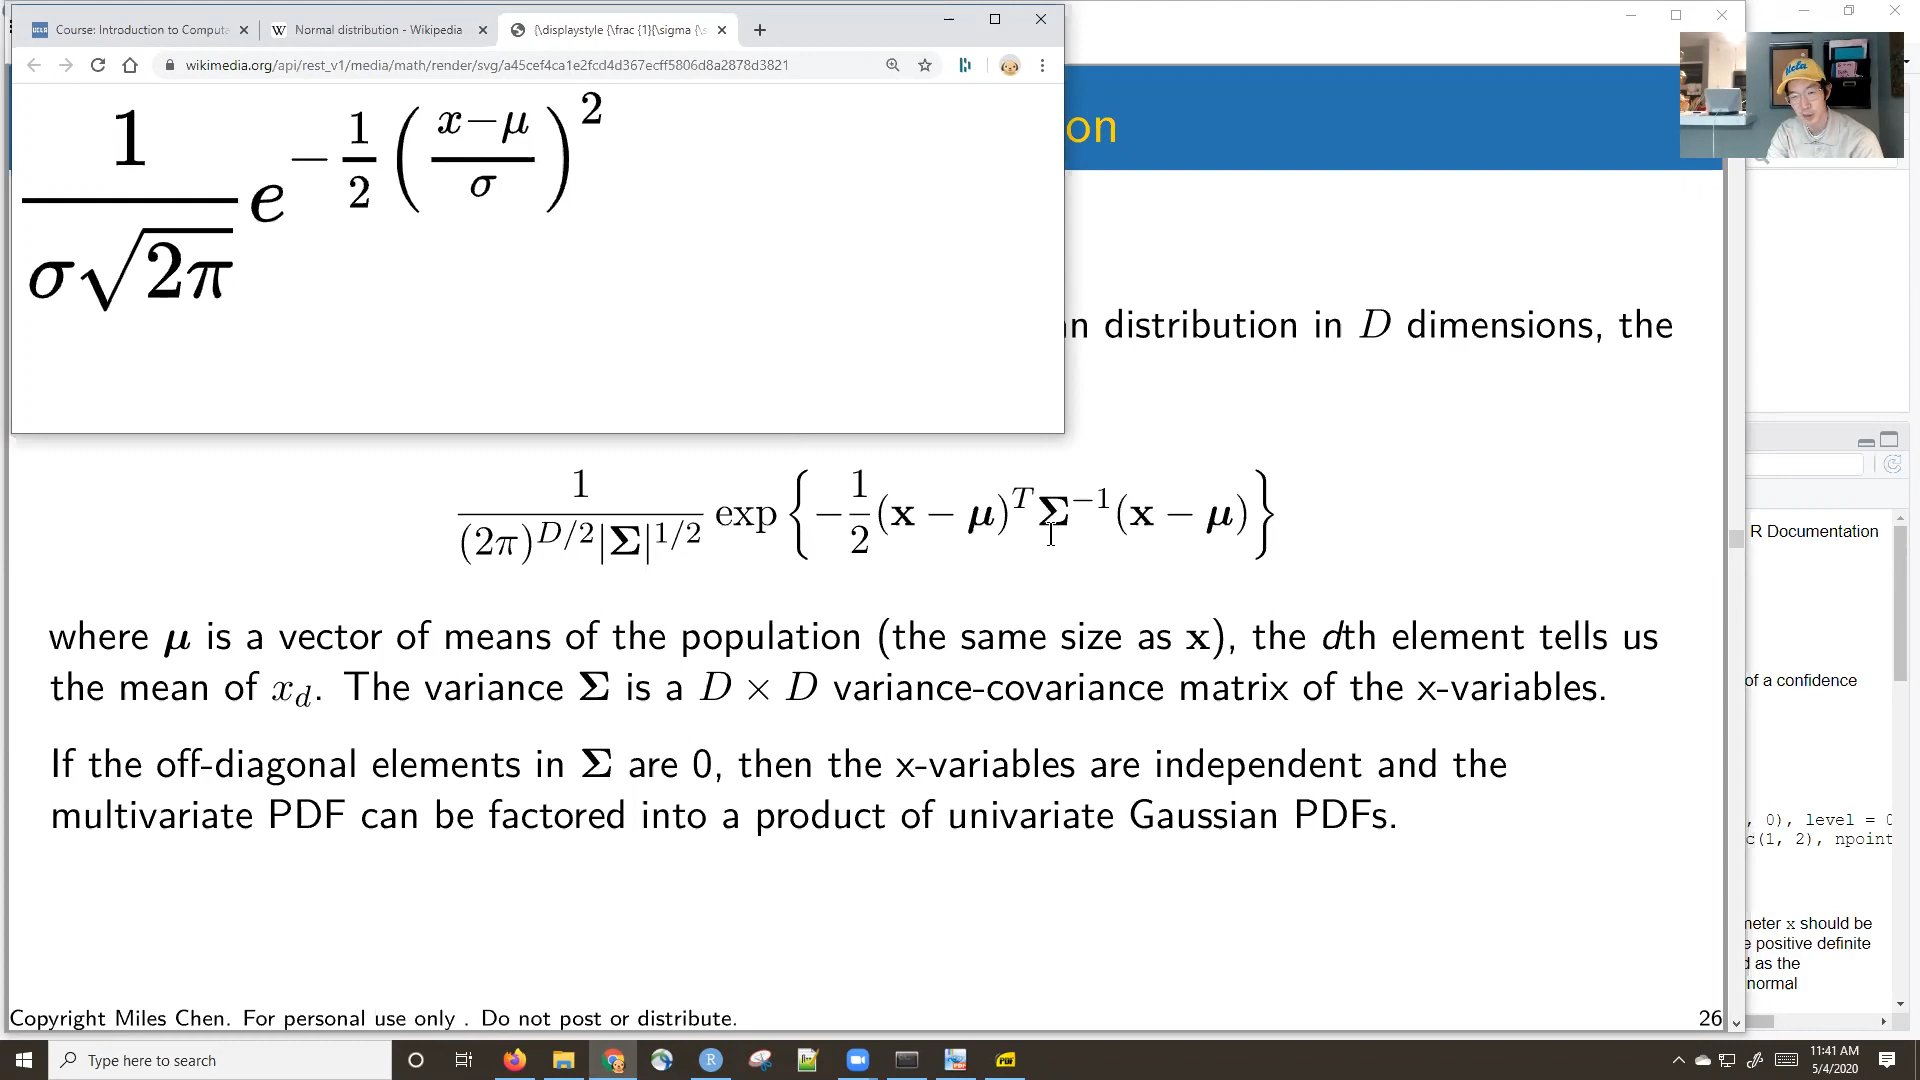 Course: Introduction to Computa
Normal distribution - Wikipedia
{\displaystyle {\frac {1}{\sigma {\s
wikimedia.org/api/rest_v1/media/math/render/svg/a45cef4ca1e2fcd4d367ecff5806d8a2878d3821
1/(σ√2π) e^{−1/2 ((x−μ)/σ)^2}
on
n distribution in D dimensions, the
1/((2π)^{D/2}|Σ|^{1/2}) exp{−1/2(x − μ)^T Σ^{−1}(x − μ)}
where μ is a vector of means of the population (the same size as x), the dth element tells us
the mean of x_d. The variance Σ is a D × D variance-covariance matrix of the x-variables.
If the off-diagonal elements in Σ are 0, then the x-variables are independent and the
multivariate PDF can be factored into a product of univariate Gaussian PDFs.
Copyright Miles Chen. For personal use only . Do not post or distribute.
26
R Documentation
of a confidence
, 0), level = 0
c(1, 2), npoint
meter x should be
e positive definite
d as the
normal
Type here to search
11:41 AM
5/4/2020